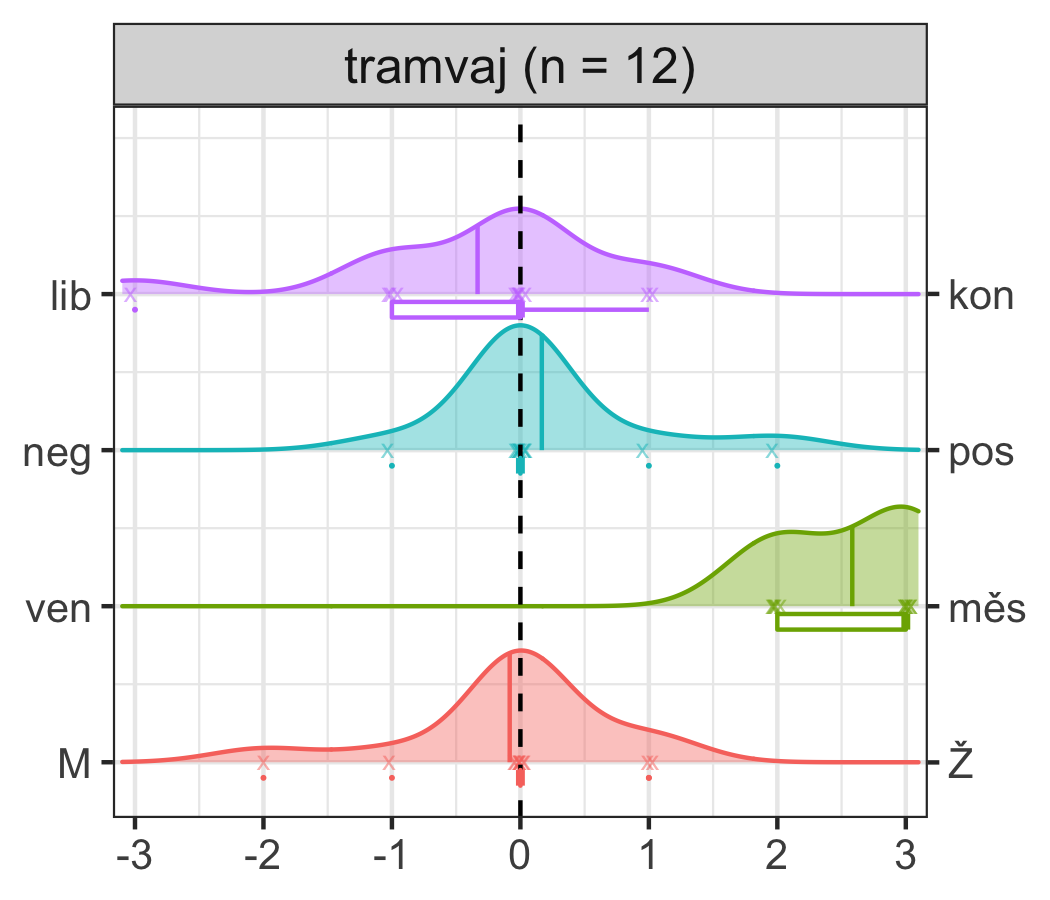 tramvaj (n = 12)
lib kon
neg pos
ven měs
M Ž
-3 -2 -1 0 1 2 3